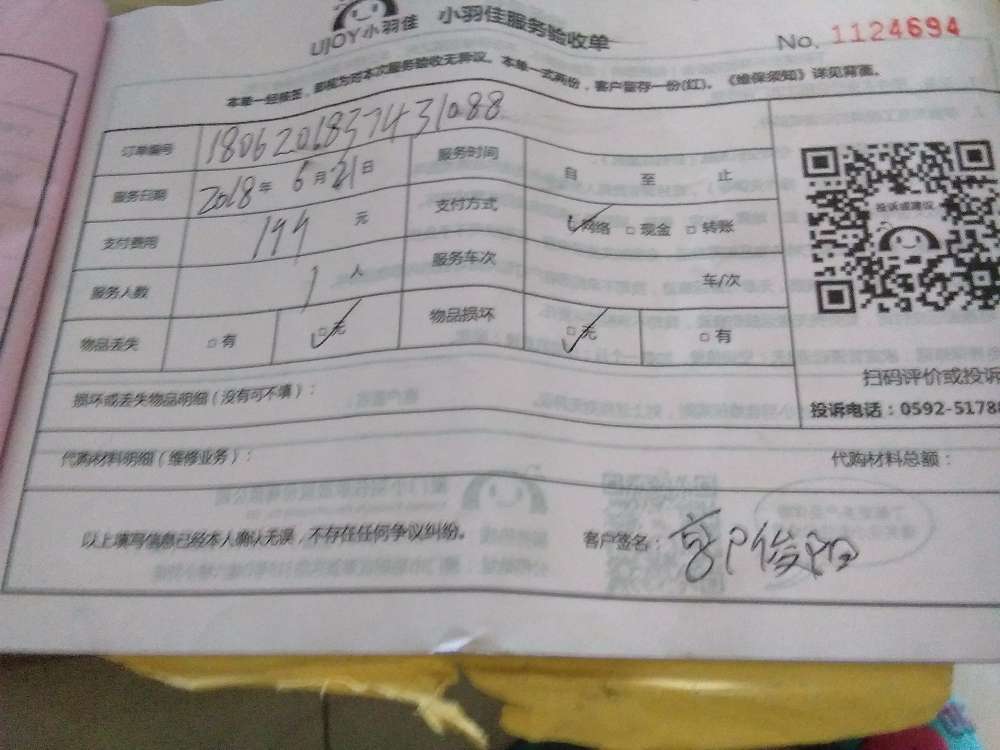 UJOY小羽佳 小羽佳服务验收单 No. 1124694
本单一经核签，即视为对本次服务验收无异议。本单一式两份，客户留存一份(红)。《维保须知》详见背面。
订单编号 1806201837431088 服务时间 自 至 止
服务日期 2018年 6月21日 支付方式 网络 □现金 □转账
支付费用 144 元 服务车次 车/次
服务人数 1 人
物品丢失 □有 □无 物品损坏 □无 □有
投诉或建议
扫码评价或投诉
投诉电话：0592-5178
损坏或丢失物品明细（没有可不填）：
代购材料明细（维修业务）： 代购材料总额：
以上填写信息已经本人确认无误，不存在任何争议纠纷。 客户签名：